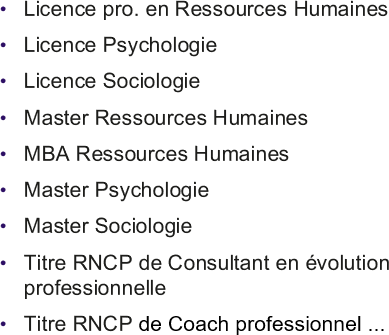 • Licence pro. en Ressources Humaines
• Licence Psychologie
• Licence Sociologie
• Master Ressources Humaines
• MBA Ressources Humaines
• Master Psychologie
• Master Sociologie
• Titre RNCP de Consultant en évolution
professionnelle
• Titre RNCP de Coach professionnel ...